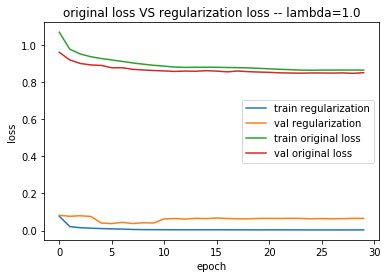 original loss VS regularization loss -- lambda=1.0
loss
1.0
0.8
0.6
0.4
0.2
0.0
train regularization
val regularization
train original loss
val original loss
0 5 10 15 20 25 30
epoch